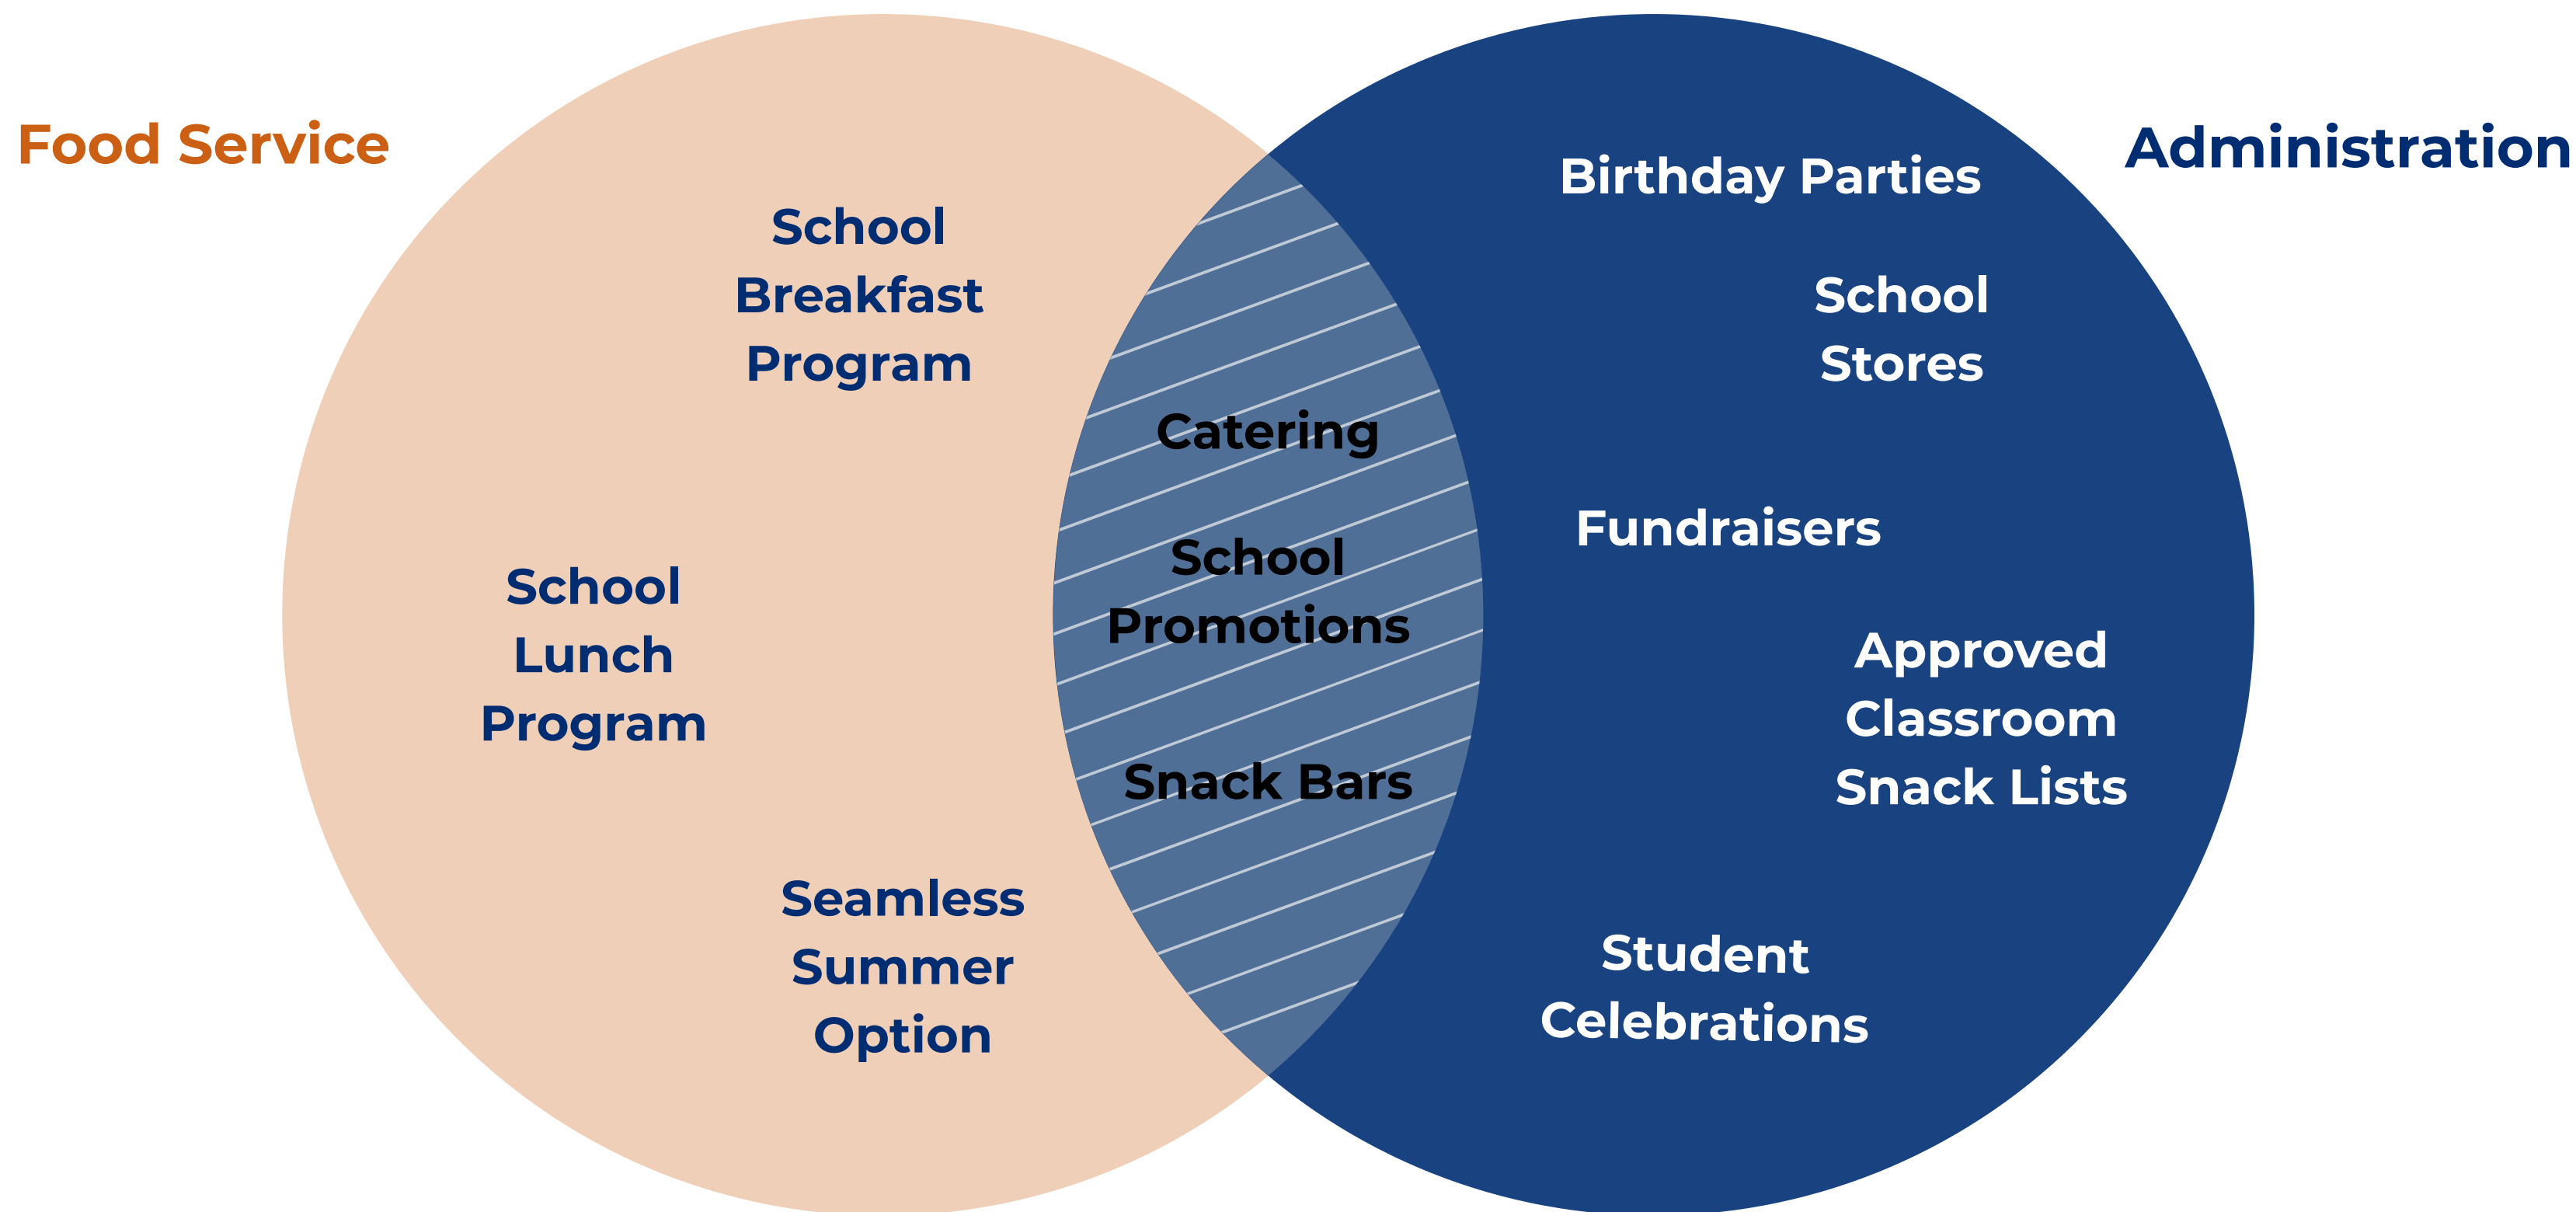 Food Service
School
Breakfast
Program
School
Lunch
Program
Seamless
Summer
Option
Catering
School
Promotions
Snack Bars
Administration
Birthday Parties
School
Stores
Fundraisers
Approved
Classroom
Snack Lists
Student
Celebrations